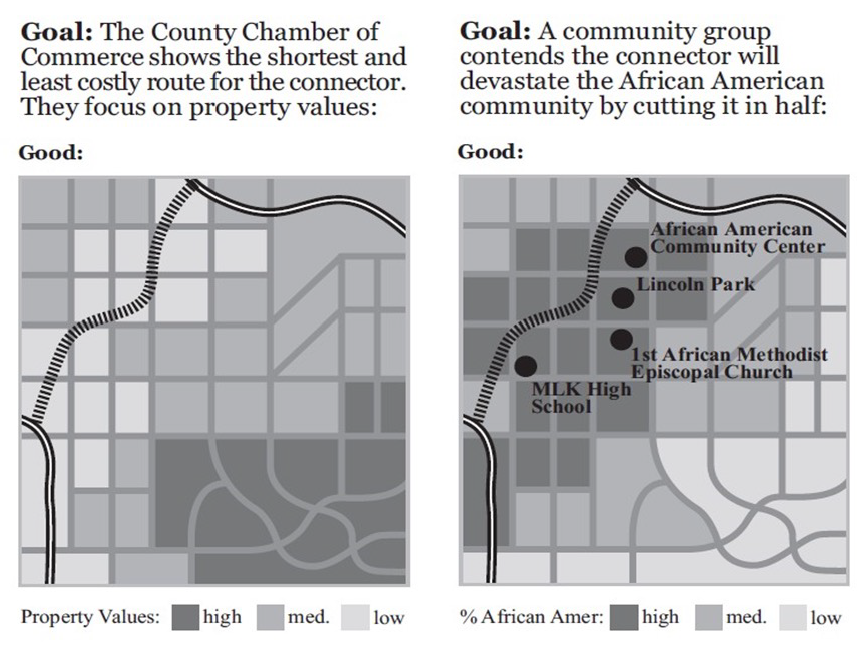 Goal: The County Chamber of
Commerce shows the shortest and
least costly route for the connector.
They focus on property values:
Good:
Property Values: high med. low
Goal: A community group
contends the connector will
devastate the African American
community by cutting it in half:
Good:
African American
Community Center
Lincoln Park
1st African Methodist
Episcopal Church
MLK High
School
% African Amer: high med. low